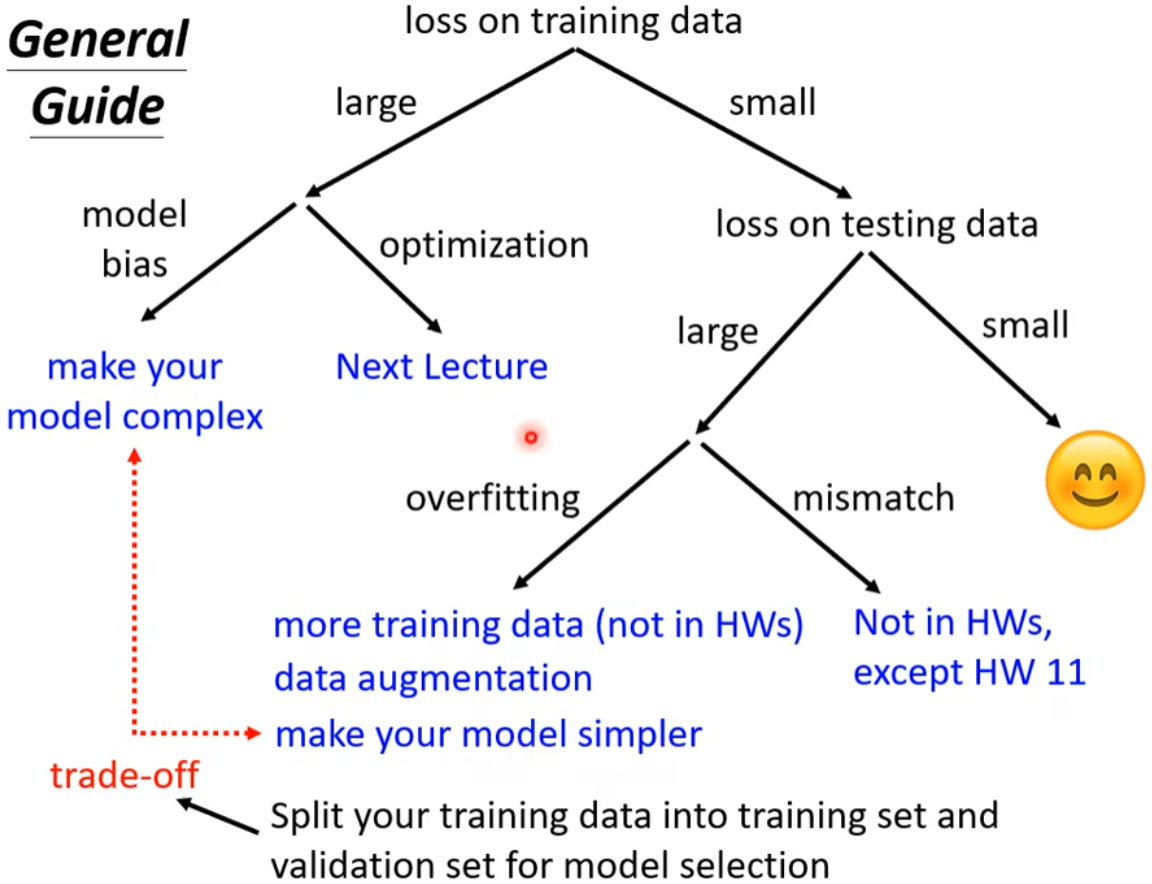 General
Guide
loss on training data
large
small
model
bias
optimization
loss on testing data
make your
model complex
Next Lecture
large
small
overfitting
mismatch
more training data (not in HWs)
data augmentation
make your model simpler
Not in HWs,
except HW 11
trade-off
Split your training data into training set and
validation set for model selection